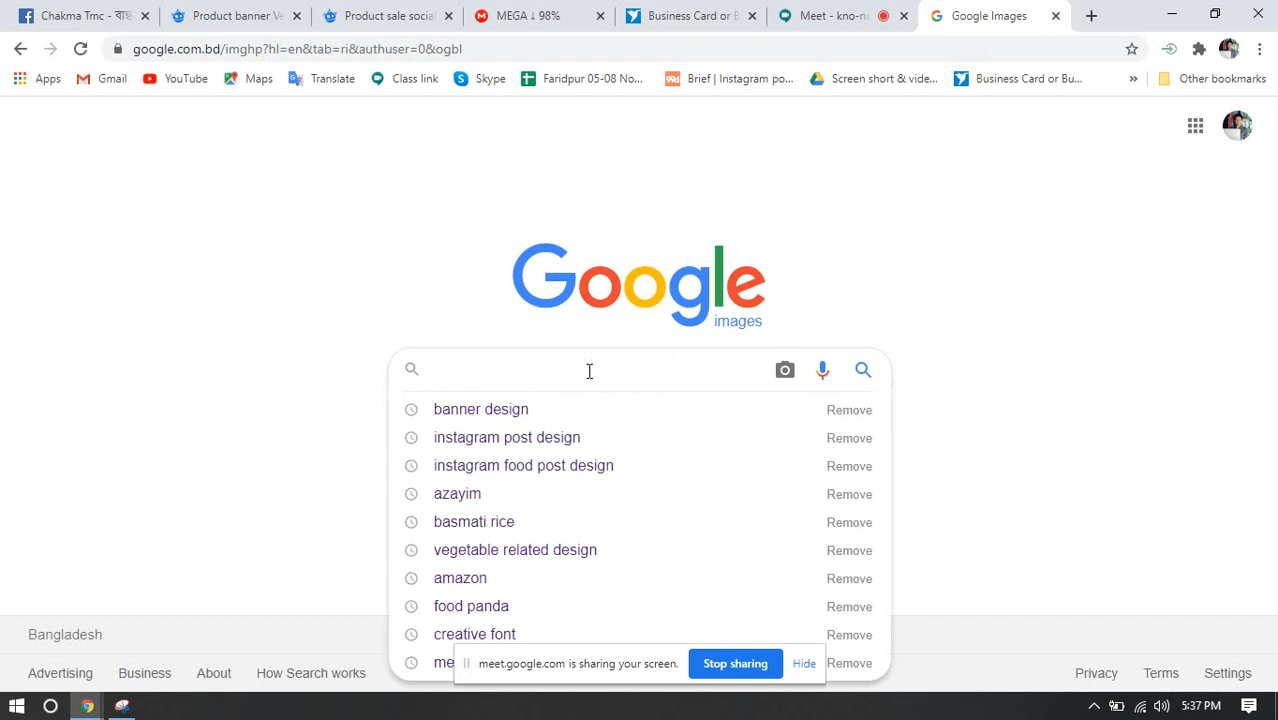 Chakma Tmc - বাঃ
Product banner Ve
Product sale socia
MEGA ↓ 98%
Business Card or B
Meet - kno-nu
Google Images
google.com.bd/imghp?hl=en&tab=ri&authuser=0&ogbl
Apps
Gmail
YouTube
Maps
Translate
Class link
Skype
Faridpur 05-08 No...
Brief | Instagram po...
Screen short & vide...
Business Card or Bu...
»
Other bookmarks
Google
images
banner design Remove
instagram post design Remove
instagram food post design Remove
azayim Remove
basmati rice Remove
vegetable related design Remove
amazon Remove
food panda Remove
creative font Remove
me Remove
meet.google.com is sharing your screen. Stop sharing Hide
Bangladesh
Advertising Business About How Search works Privacy Terms Settings
5:37 PM